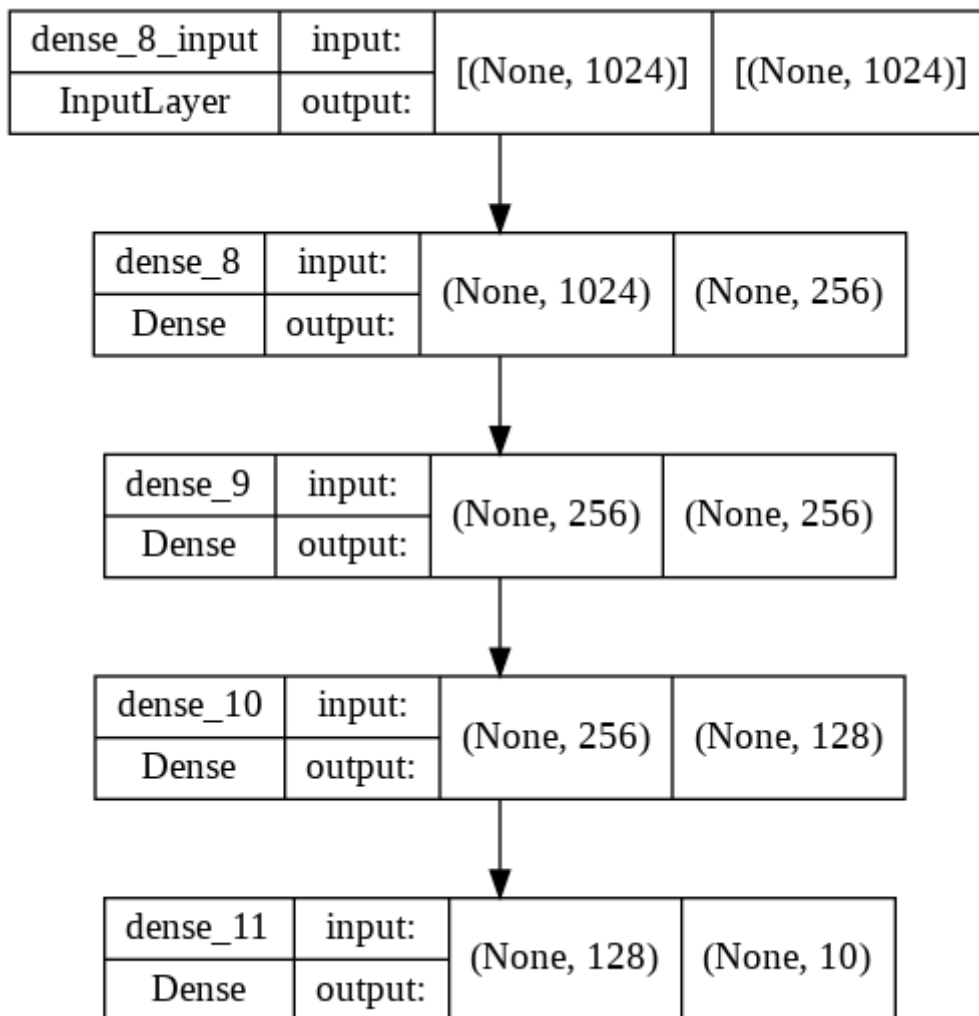 dense_8_input
input:
[(None, 1024)]
[(None, 1024)]
InputLayer
output:
dense_8
input:
(None, 1024)
(None, 256)
Dense
output:
dense_9
input:
(None, 256)
(None, 256)
Dense
output:
dense_10
input:
(None, 256)
(None, 128)
Dense
output:
dense_11
input:
(None, 128)
(None, 10)
Dense
output: